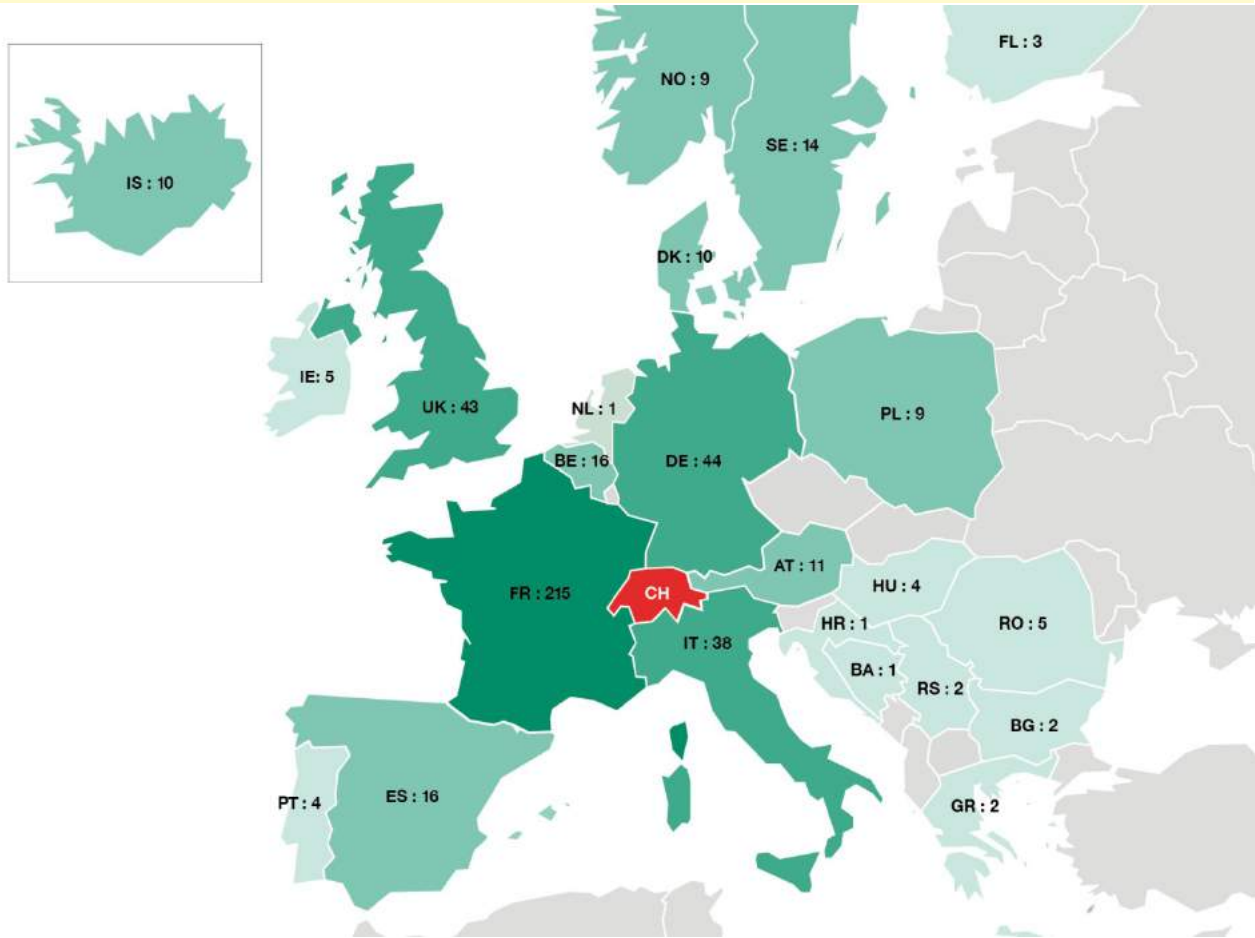 FL : 3
NO : 9
SE : 14
IS : 10
DK : 10
IE: 5
UK : 43
NL : 1
PL : 9
BE : 16
DE : 44
AT : 11
HU : 4
FR : 215
CH
HR : 1
RO : 5
IT : 38
BA : 1
RS : 2
BG : 2
PT : 4
ES : 16
GR : 2